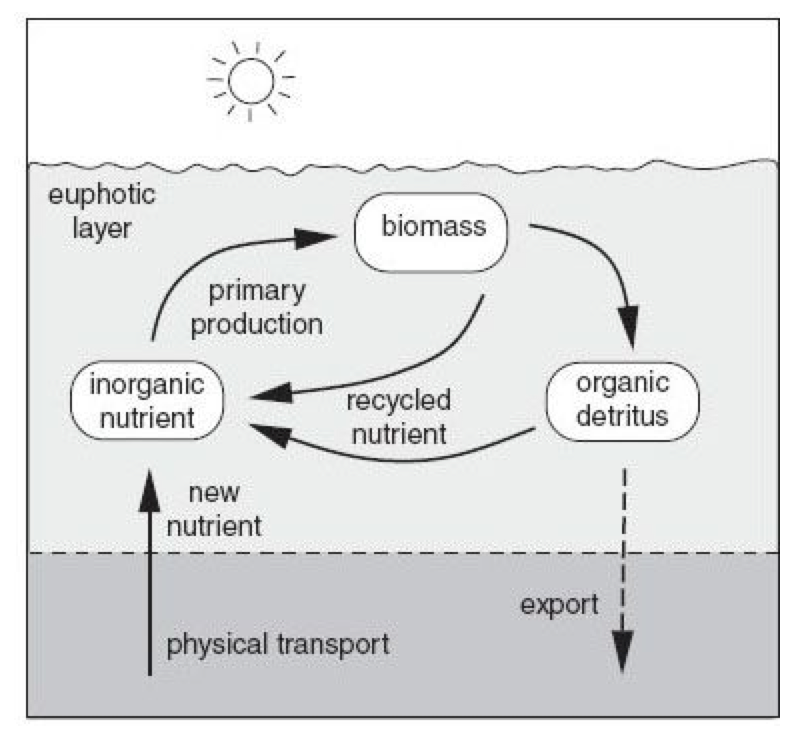 euphotic
layer
biomass
primary
production
inorganic
nutrient
recycled
nutrient
organic
detritus
new
nutrient
export
physical transport